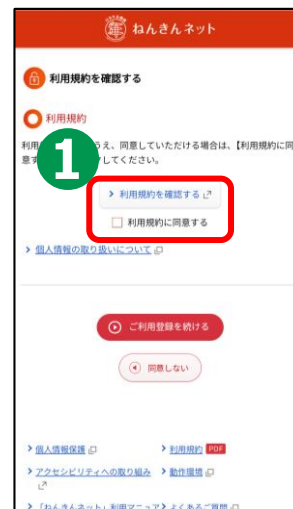 ねんきんネット
利用規約を確認する
利用規約
利用 うえ、同意していただける場合は、【利用規約に同
意す してください。
1
利用規約を確認する
利用規約に同意する
個人情報の取り扱いについて
ご利用登録を続ける
同意しない
個人情報保護 利用規約 PDF
アクセシビリティへの取り組み 動作環境
「ねんきんネット」利用マニュア よくあるご質問